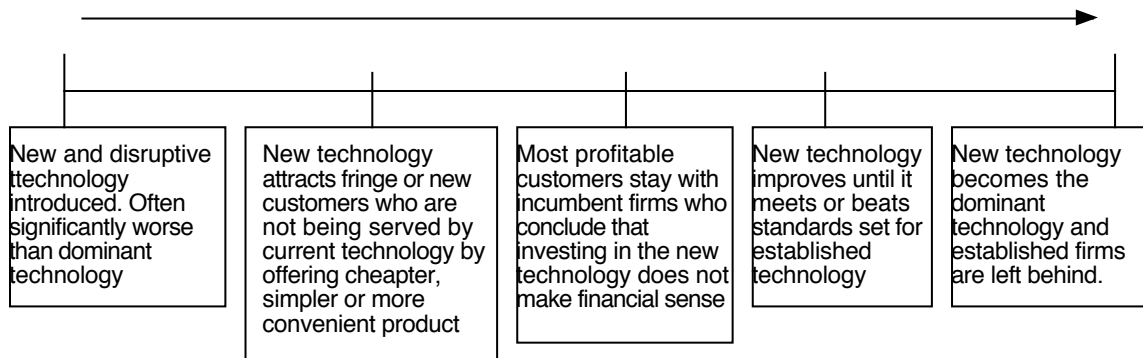 New and disruptive
ttechnology
introduced. Often
significantly worse
than dominant
technology
New technology
attracts fringe or new
customers who are
not being served by
current technology by
offering cheapter,
simpler or more
convenient product
Most profitable
customers stay with
incumbent firms who
conclude that
investing in the new
technology does not
make financial sense
New technology
improves until it
meets or beats
standards set for
established
technology
New technology
becomes the
dominant
technology and
established firms
are left behind.